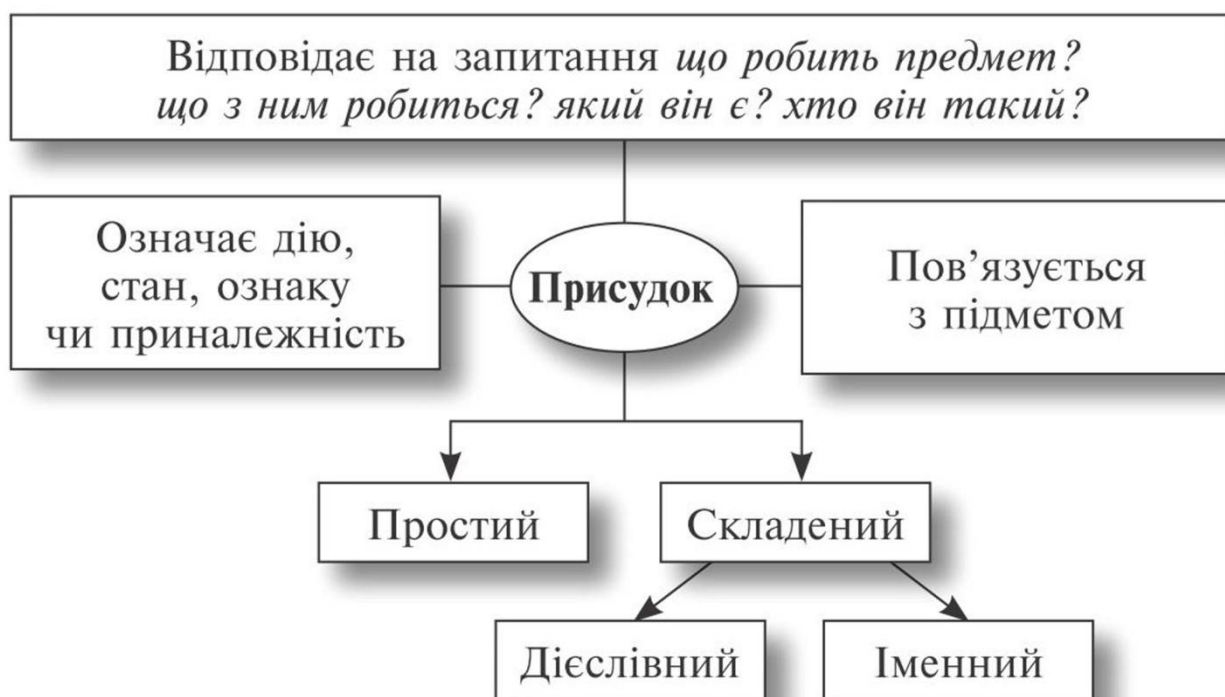 Відповідає на запитання що робить предмет?
що з ним робиться? який він є? хто він такий?
Означає дію,
стан, ознаку
чи приналежність
Присудок
Пов’язується
з підметом
Простий
Складений
Дієслівний
Іменний